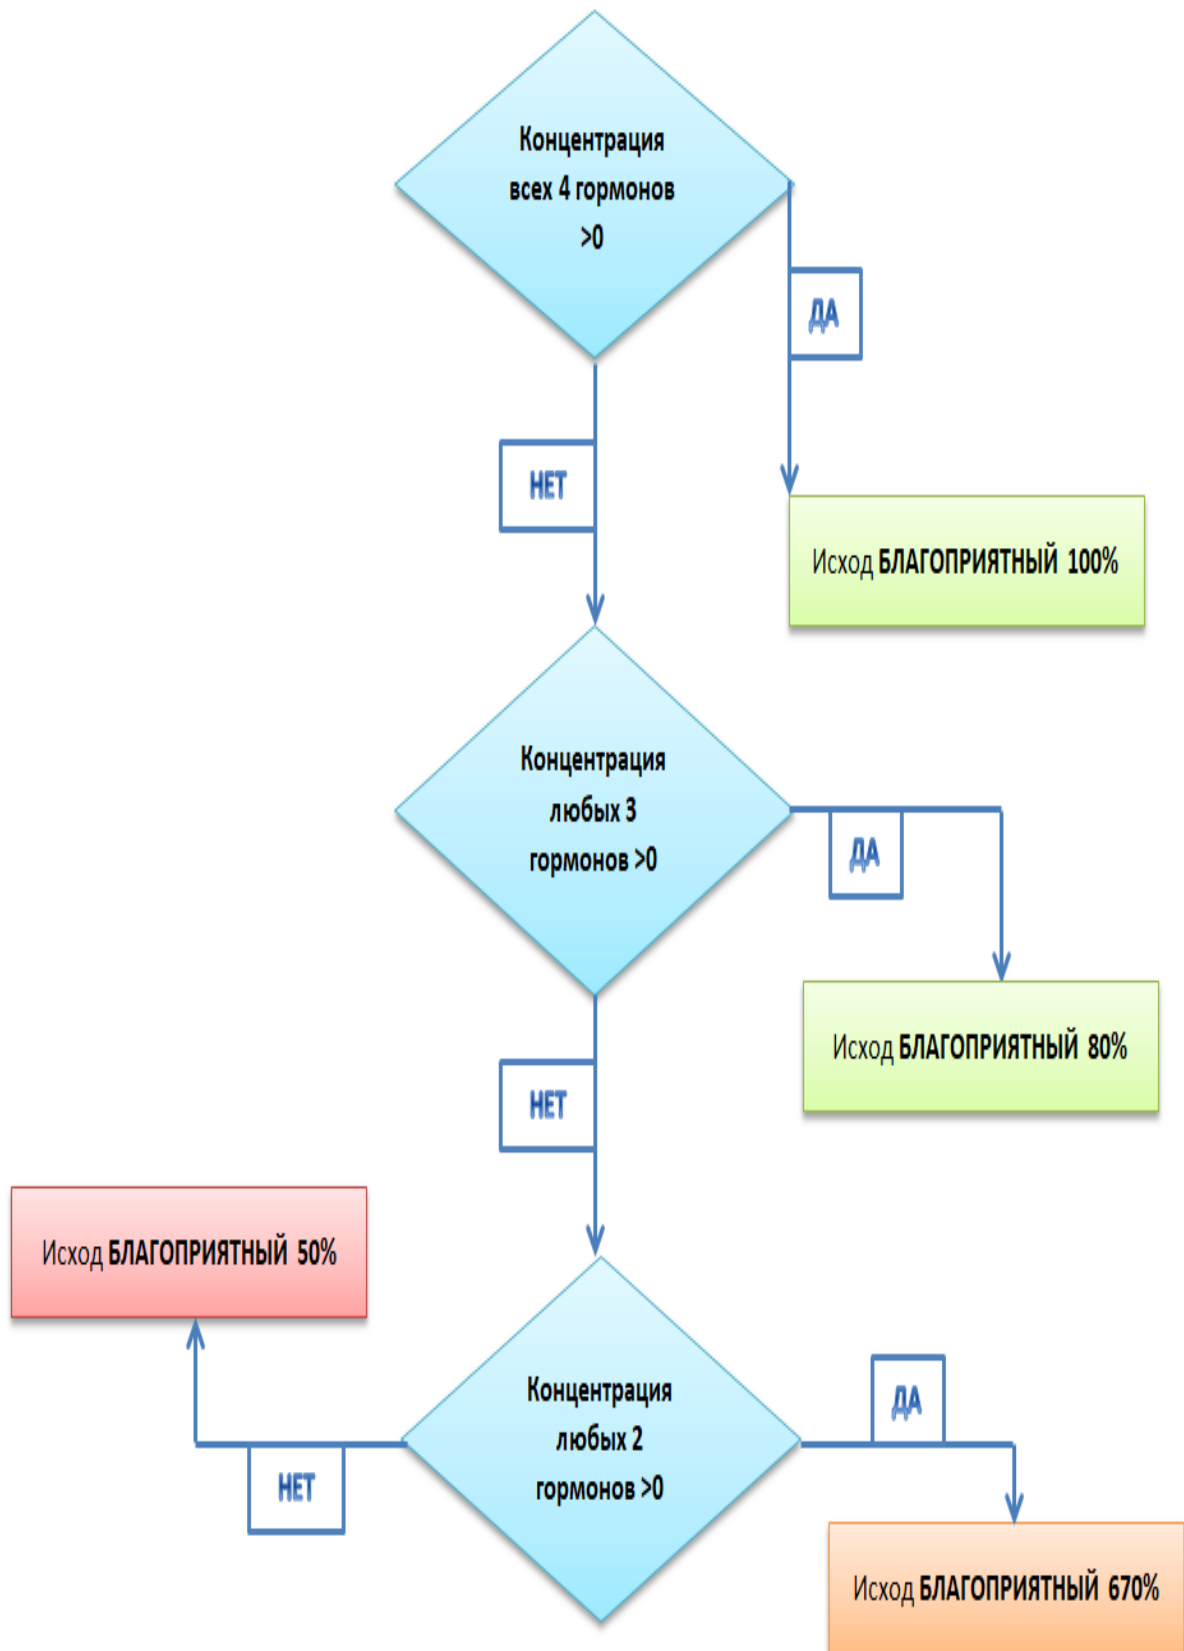 Концентрация
всех 4 гормонов
>0
ДА
НЕТ
Исход БЛАГОПРИЯТНЫЙ 100%
Концентрация
любых 3
гормонов >0
ДА
Исход БЛАГОПРИЯТНЫЙ 80%
НЕТ
Исход БЛАГОПРИЯТНЫЙ 50%
Концентрация
любых 2
гормонов >0
ДА
НЕТ
Исход БЛАГОПРИЯТНЫЙ 670%